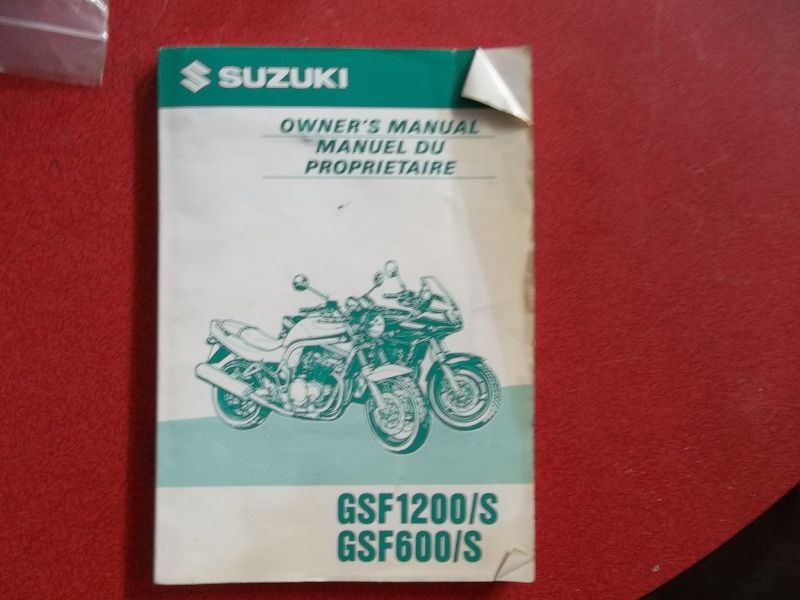 SUZUKI
OWNER'S MANUAL
MANUEL DU
PROPRIETAIRE
GSF1200/S
GSF600/S